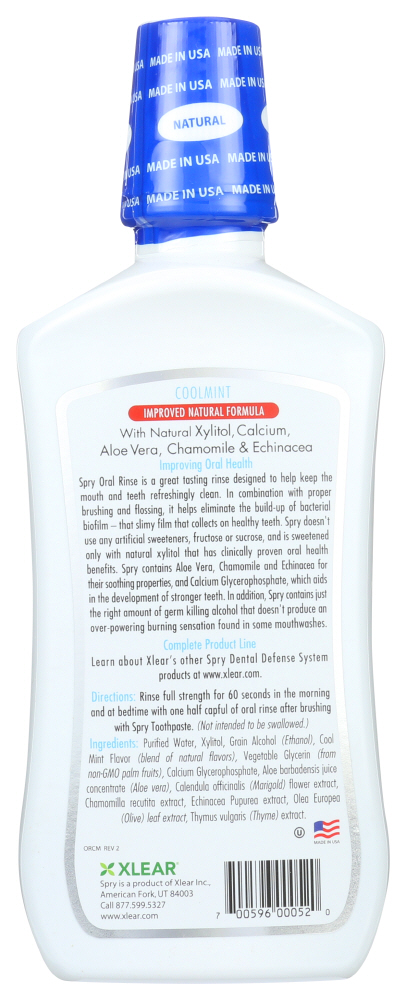 USA MADE IN USA MADE IN USA
USA MADE IN USA MADE IN US
NATURAL
USA MADE IN USA MADE IN U
USA MADE IN USA MADE IN US
COOLMINT
IMPROVED NATURAL FORMULA
With Natural Xylitol, Calcium,
Aloe Vera, Chamomile & Echinacea
Improving Oral Health
Spry Oral Rinse is a great tasting rinse designed to help keep the
mouth and teeth refreshingly clean. In combination with proper
brushing and flossing, it helps eliminate the build-up of bacterial
biofilm – that slimy film that collects on healthy teeth. Spry doesn't
use any artificial sweeteners, fructose or sucrose, and is sweetened
only with natural xylitol that has clinically proven oral health
benefits. Spry contains Aloe Vera, Chamomile and Echinacea for
their soothing properties, and Calcium Glycerophosphate, which aids
in the development of stronger teeth. In addition, Spry contains just
the right amount of germ killing alcohol that doesn't produce an
over-powering burning sensation found in some mouthwashes.
Complete Product Line
Learn about Xlear's other Spry Dental Defense System
products at www.xlear.com.
Directions: Rinse full strength for 60 seconds in the morning
and at bedtime with one half capful of oral rinse after brushing
with Spry Toothpaste. (Not intended to be swallowed.)
Ingredients: Purified Water, Xylitol, Grain Alcohol (Ethanol), Cool
Mint Flavor (blend of natural flavors), Vegetable Glycerin (from
non-GMO palm fruits), Calcium Glycerophosphate, Aloe barbadensis juice
concentrate (Aloe vera), Calendula officinalis (Marigold) flower extract,
Chamomilla recutita extract, Echinacea Pupurea extract, Olea Europea
(Olive) leaf extract, Thymus vulgaris (Thyme) extract.
U
MADE IN USA
ORCM REV 2
XLEAR
Spry is a product of Xlear Inc.,
American Fork, UT 84003
Call 877.599.5327
www.xlear.com
7 00596 00052 0